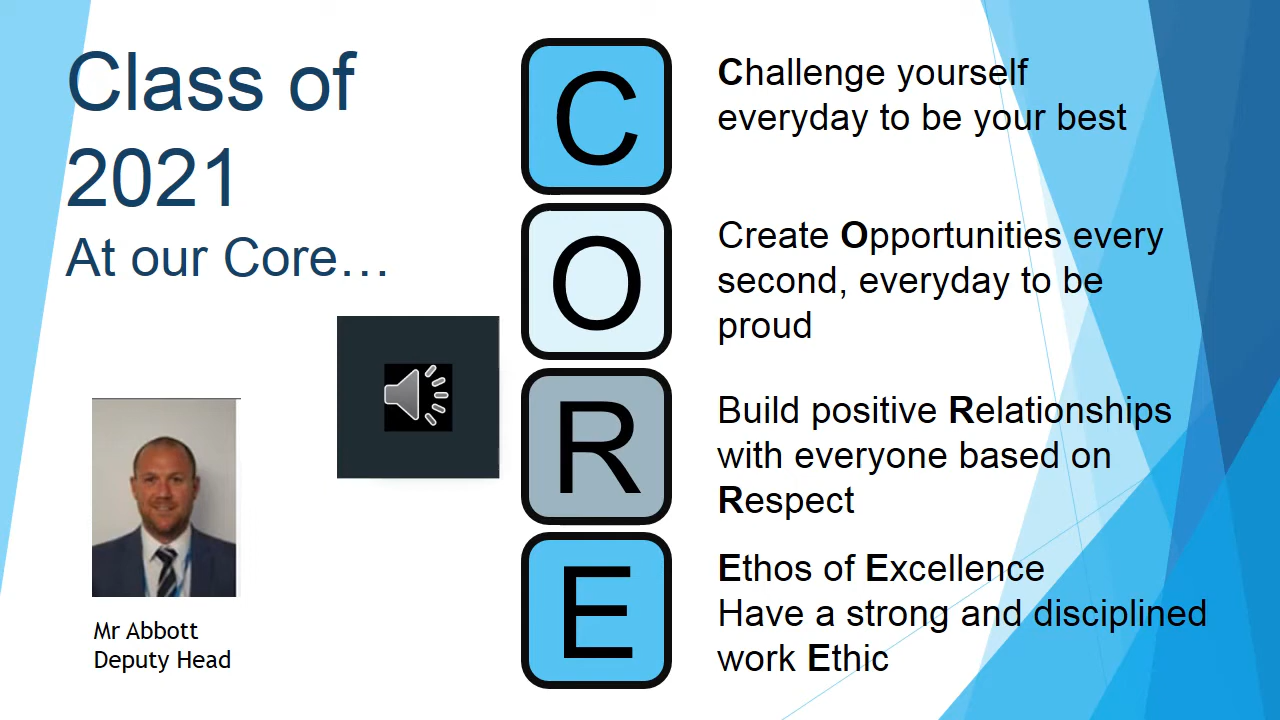 Class of
2021
At our Core…
Mr Abbott
Deputy Head
C
Challenge yourself
everyday to be your best
O
Create Opportunities every
second, everyday to be
proud
R
Build positive Relationships
with everyone based on
Respect
E
Ethos of Excellence
Have a strong and disciplined
work Ethic